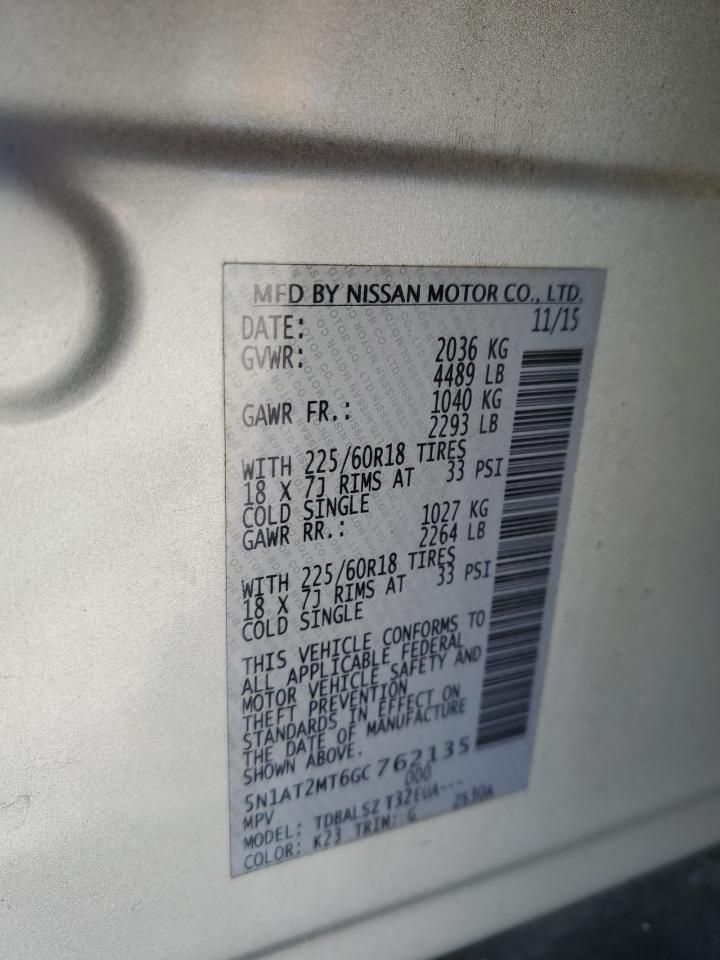 MFD BY NISSAN MOTOR CO., LTD.
DATE: 11/15
GVWR: 2036 KG
4489 LB
GAWR FR.: 1040 KG
2293 LB
WITH 225/60R18 TIRES
18 X 7J RIMS AT 33 PSI
COLD SINGLE
GAWR RR.: 1027 KG
2264 LB
WITH 225/60R18 TIRES
18 X 7J RIMS AT 33 PSI
COLD SINGLE
THIS VEHICLE CONFORMS TO
ALL APPLICABLE FEDERAL
MOTOR VEHICLE SAFETY AND
THEFT PREVENTION
STANDARDS IN EFFECT ON
THE DATE OF MANUFACTURE
SHOWN ABOVE.
5N1AT2MT6GC 762135
MPV 000
MODEL: TDBALSZ T32EUA---
COLOR: K23 TRIM: G 2630A